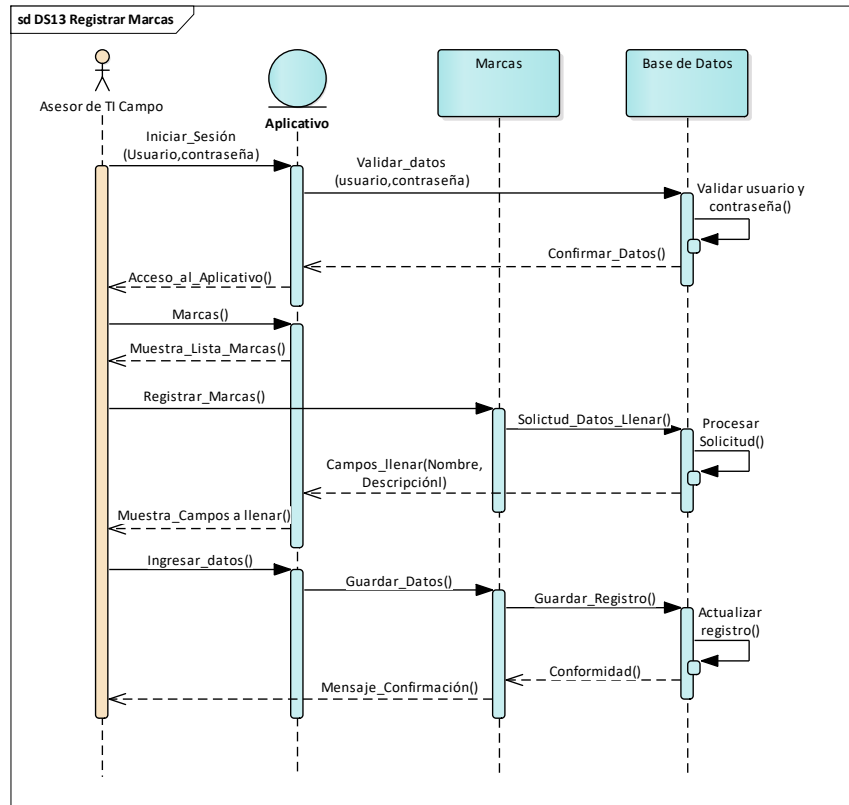 sd DS13 Registrar Marcas
Asesor de TI Campo
Aplicativo
Marcas
Base de Datos
Iniciar_Sesión
(Usuario,contraseña)
Validar_datos
(usuario,contraseña)
Validar usuario y
contraseña()
Confirmar_Datos()
Acceso_al_Aplicativo()
Marcas()
Muestra_Lista_Marcas()
Registrar_Marcas()
Solictud_Datos_Llenar()
Procesar
Solicitud()
Campos_llenar(Nombre,
Descripciónl)
Muestra_Campos a llenar()
Ingresar_datos()
Guardar_Datos()
Guardar_Registro()
Actualizar
registro()
Conformidad()
Mensaje_Confirmación()